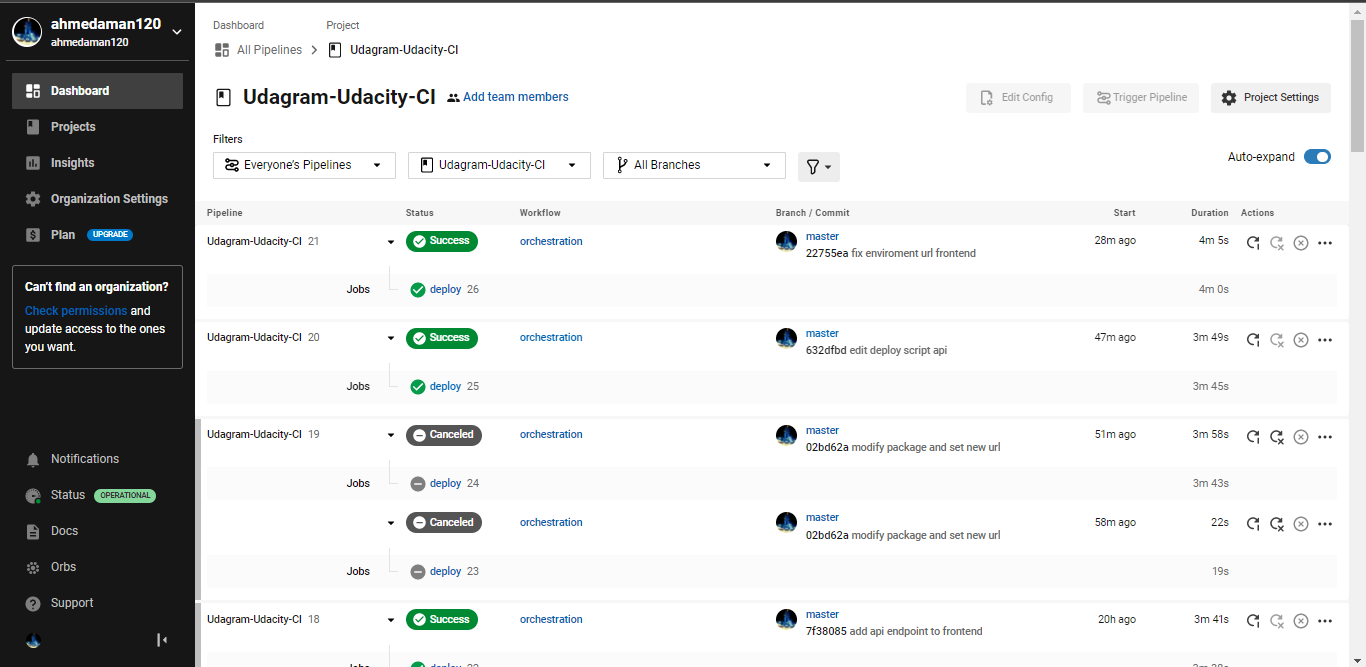 ahmedaman120
ahmedaman120
Dashboard
Projects
Insights
Organization Settings
Plan UPGRADE
Can't find an organization?
Check permissions and
update access to the ones
you want.
Notifications
Status OPERATIONAL
Docs
Orbs
Support
Dashboard Project
All Pipelines Udagram-Udacity-CI
Udagram-Udacity-CI Add team members
Edit Config Trigger Pipeline Project Settings
Filters
Everyone's Pipelines Udagram-Udacity-CI All Branches
Auto-expand
Pipeline Status Workflow Branch / Commit Start Duration Actions
Udagram-Udacity-CI 21 Success orchestration master 28m ago 4m 5s
22755ea fix enviroment url frontend
Jobs deploy 26 4m 0s
Udagram-Udacity-CI 20 Success orchestration master 47m ago 3m 49s
632dfbd edit deploy script api
Jobs deploy 25 3m 45s
Udagram-Udacity-CI 19 Canceled orchestration master 51m ago 3m 58s
02bd62a modify package and set new url
Jobs deploy 24 3m 43s
Canceled orchestration master 58m ago 22s
02bd62a modify package and set new url
Jobs deploy 23 19s
Udagram-Udacity-CI 18 Success orchestration master 20h ago 3m 41s
7f38085 add api endpoint to frontend
Jobs deploy